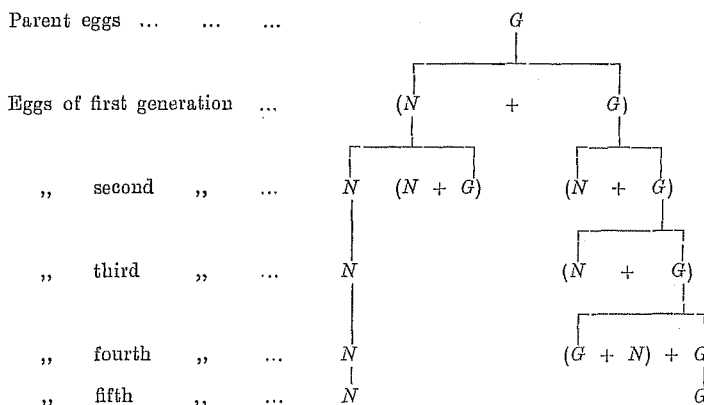 Parent eggs ... ... ... G
Eggs of first generation ... (N + G)
,, second ,, ... N (N + G) (N + G)
,, third ,, ... N (N + G)
,, fourth ,, ... N (G + N) + G
,, fifth ,, ... N G